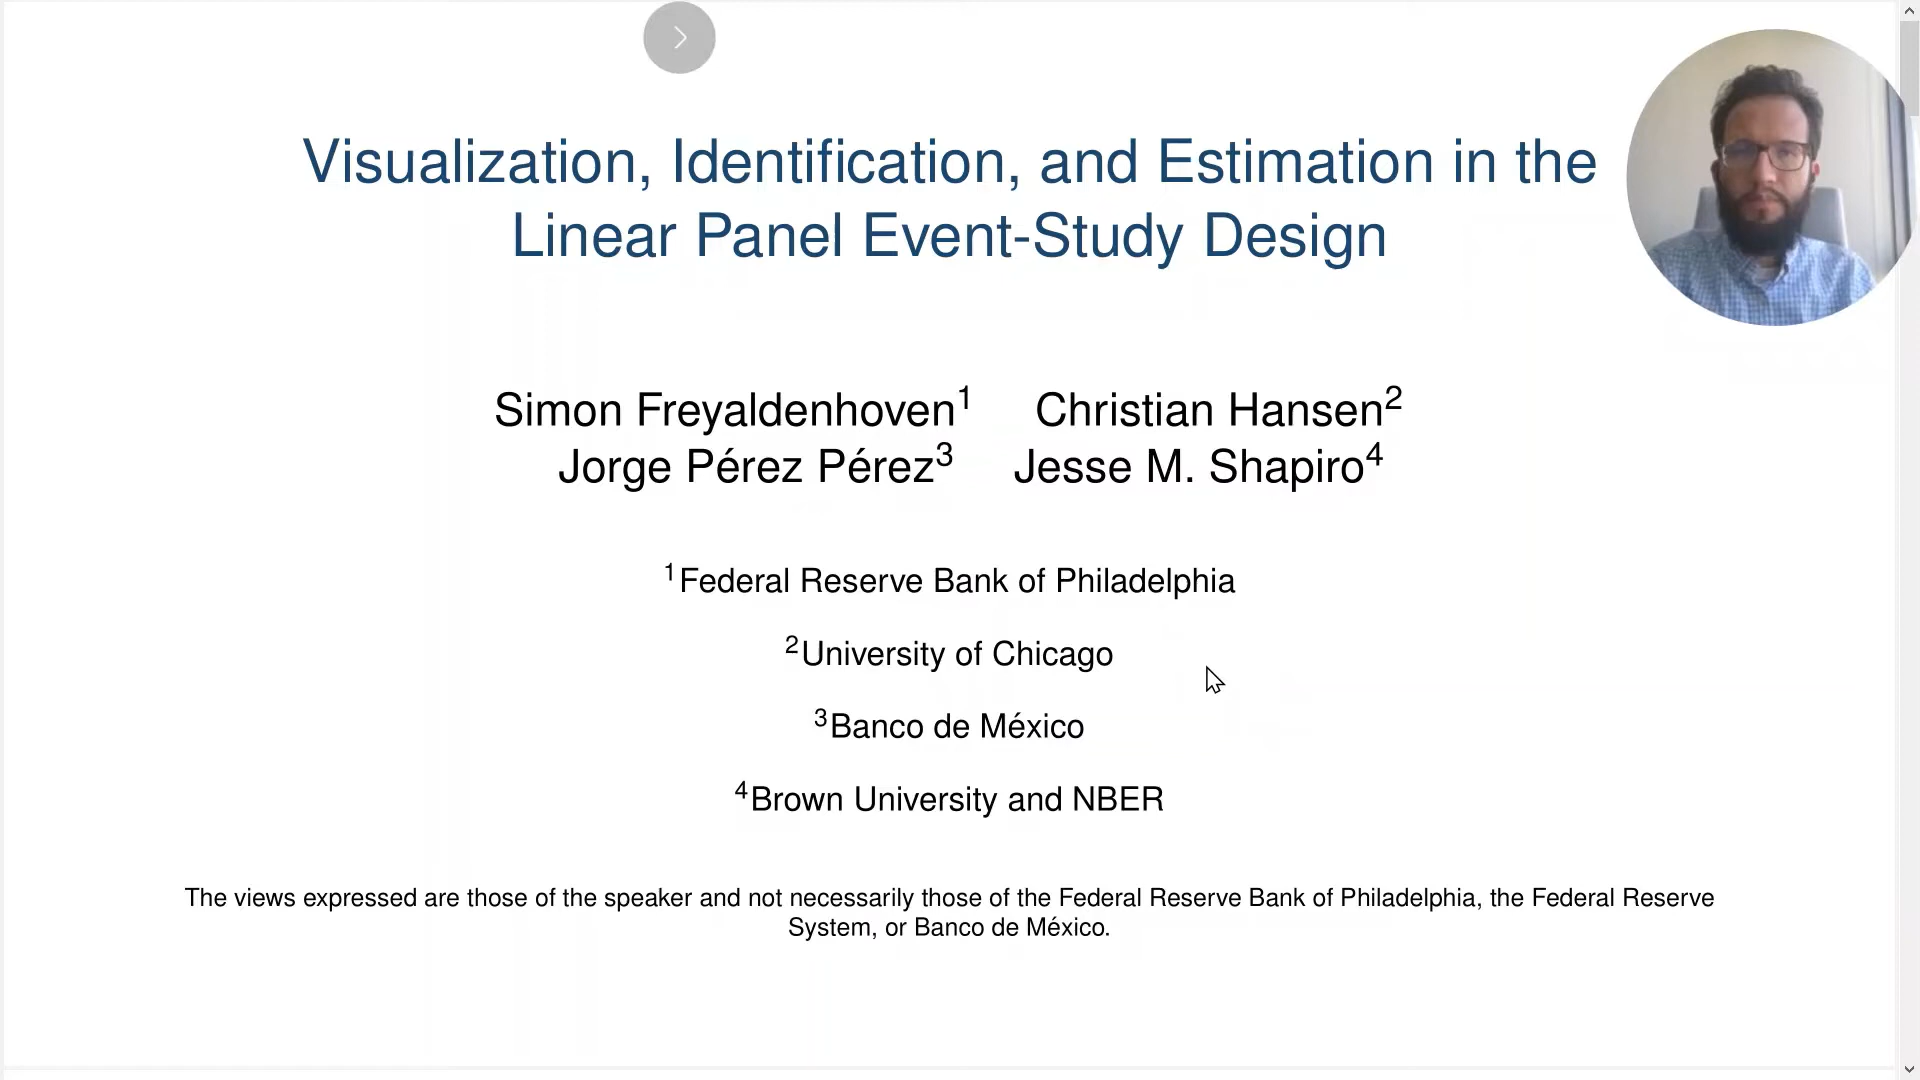 Visualization, Identification, and Estimation in the
Linear Panel Event-Study Design
Simon Freyaldenhoven¹ Christian Hansen²
Jorge Pérez Pérez³ Jesse M. Shapiro⁴
¹Federal Reserve Bank of Philadelphia
²University of Chicago
³Banco de México
⁴Brown University and NBER
The views expressed are those of the speaker and not necessarily those of the Federal Reserve Bank of Philadelphia, the Federal Reserve
System, or Banco de México.